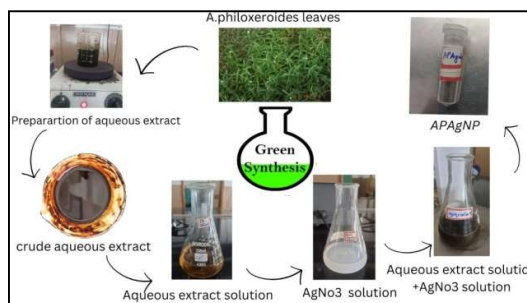 A.philoxeroides leaves
Preparartion of aqueous extract
Green
Synthesis
APAgNP
crude aqueous extract
Aqueous extract solution
AgNo3 solution
Aqueous extract solutio
+AgNO3 solution